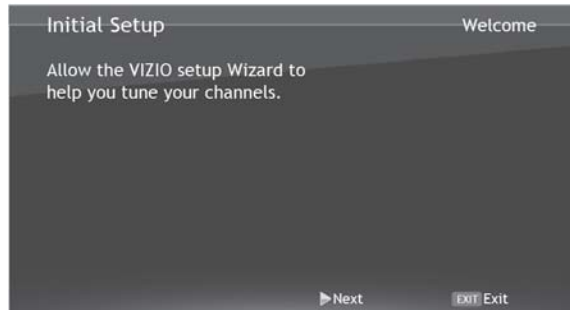 Initial Setup
Welcome
Allow the VIZIO setup Wizard to
help you tune your channels.
Next
EXIT Exit